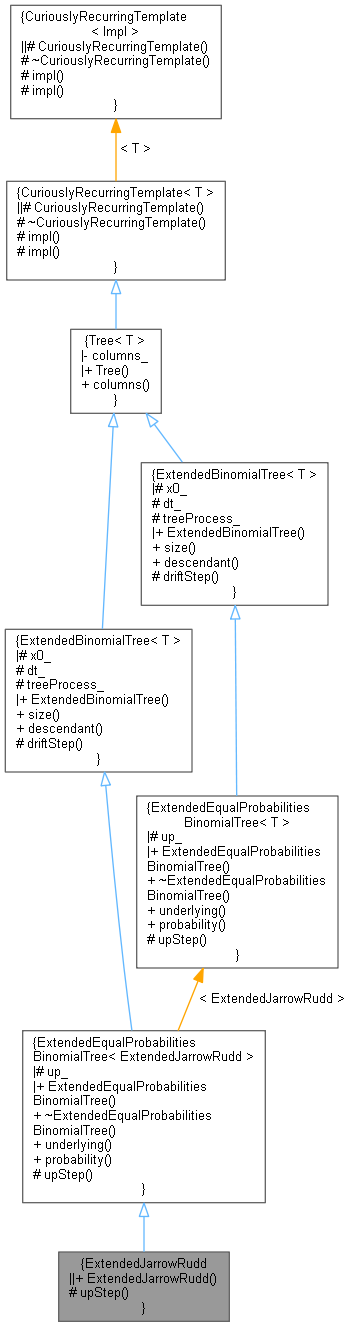 {CuriouslyRecurringTemplate
< Impl >
||# CuriouslyRecurringTemplate()
# ~CuriouslyRecurringTemplate()
# impl()
# impl()
}
< T >
{CuriouslyRecurringTemplate< T >
||# CuriouslyRecurringTemplate()
# ~CuriouslyRecurringTemplate()
# impl()
# impl()
}
{Tree< T >
|- columns_
|+ Tree()
+ columns()
}
{ExtendedBinomialTree< T >
|# x0_
# dt_
# treeProcess_
|+ ExtendedBinomialTree()
+ size()
+ descendant()
# driftStep()
}
{ExtendedBinomialTree< T >
|# x0_
# dt_
# treeProcess_
|+ ExtendedBinomialTree()
+ size()
+ descendant()
# driftStep()
}
{ExtendedEqualProbabilities
BinomialTree< T >
|# up_
|+ ExtendedEqualProbabilities
BinomialTree()
+ ~ExtendedEqualProbabilities
BinomialTree()
+ underlying()
+ probability()
# upStep()
}
< ExtendedJarrowRudd >
{ExtendedEqualProbabilities
BinomialTree< ExtendedJarrowRudd >
|# up_
|+ ExtendedEqualProbabilities
BinomialTree()
+ ~ExtendedEqualProbabilities
BinomialTree()
+ underlying()
+ probability()
# upStep()
}
{ExtendedJarrowRudd
||+ ExtendedJarrowRudd()
# upStep()
}